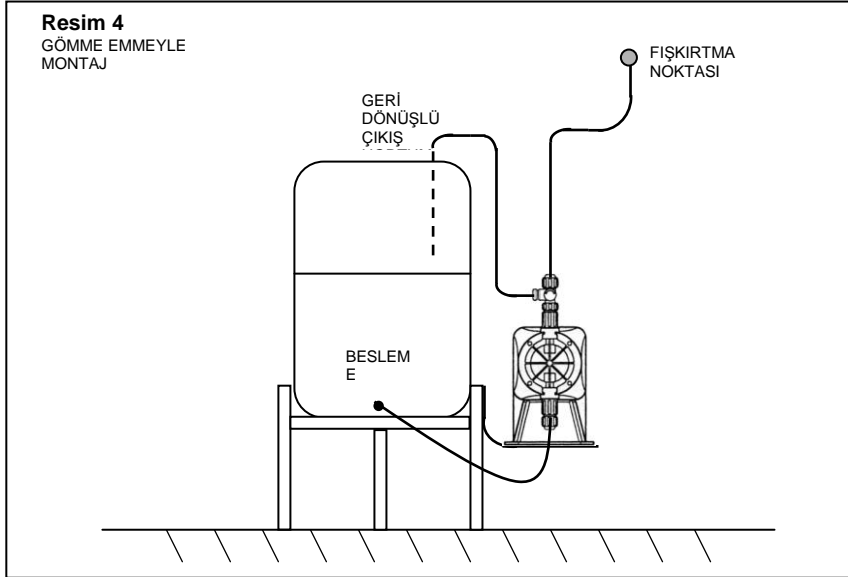 Resim 4
GÖMME EMMEYLE
MONTAJ
FIŞKIRTMA
NOKTASI
GERİ
DÖNÜŞLÜ
ÇIKIŞ
BESLEM
E